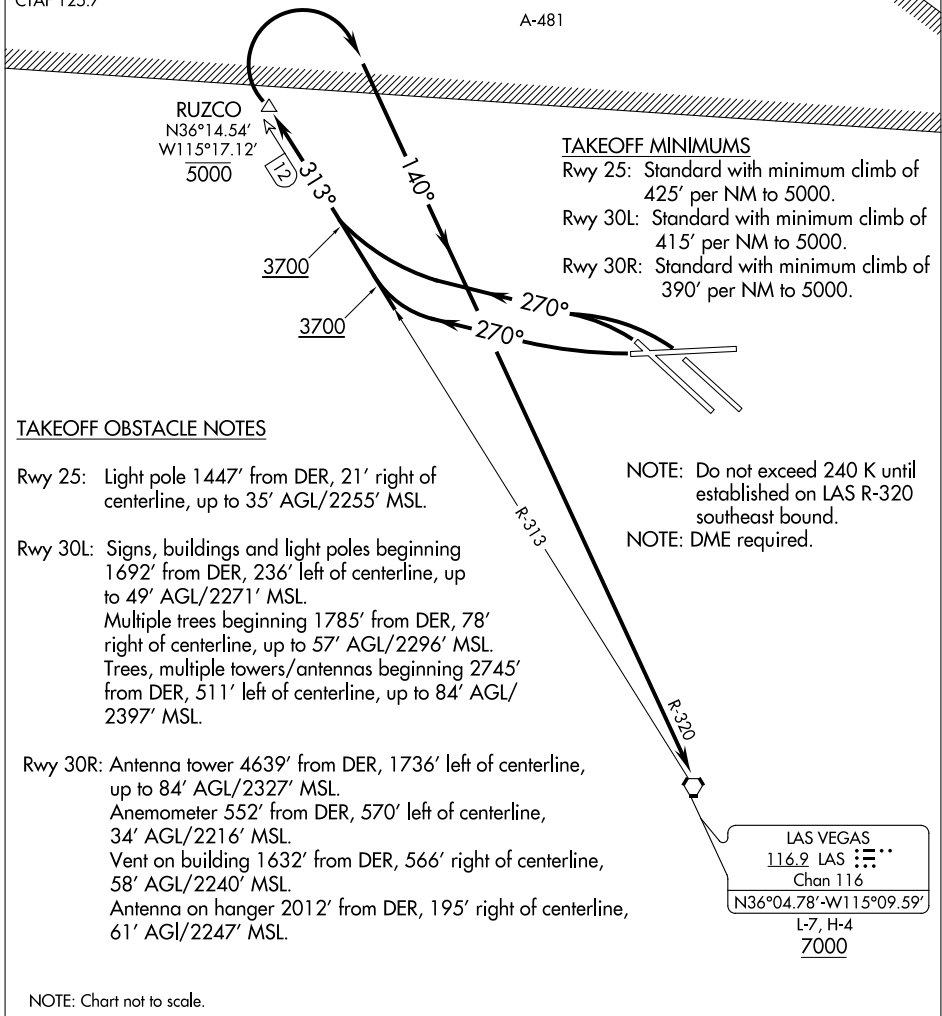 CTAF 125.7
A-481
RUZCO
N36°14.54'
W115°17.12'
5000
12
313°
140°
TAKEOFF MINIMUMS
Rwy 25: Standard with minimum climb of
425' per NM to 5000.
Rwy 30L: Standard with minimum climb of
415' per NM to 5000.
Rwy 30R: Standard with minimum climb of
390' per NM to 5000.
3700
3700
270°
270°
TAKEOFF OBSTACLE NOTES
Rwy 25: Light pole 1447' from DER, 21' right of
centerline, up to 35' AGL/2255' MSL.
Rwy 30L: Signs, buildings and light poles beginning
1692' from DER, 236' left of centerline, up
to 49' AGL/2271' MSL.
Multiple trees beginning 1785' from DER, 78'
right of centerline, up to 57' AGL/2296' MSL.
Trees, multiple towers/antennas beginning 2745'
from DER, 511' left of centerline, up to 84' AGL/
2397' MSL.
Rwy 30R: Antenna tower 4639' from DER, 1736' left of centerline,
up to 84' AGL/2327' MSL.
Anemometer 552' from DER, 570' left of centerline,
34' AGL/2216' MSL.
Vent on building 1632' from DER, 566' right of centerline,
58' AGL/2240' MSL.
Antenna on hanger 2012' from DER, 195' right of centerline,
61' AGl/2247' MSL.
NOTE: Do not exceed 240 K until
established on LAS R-320
southeast bound.
NOTE: DME required.
R-313
R-320
LAS VEGAS
116.9 LAS
Chan 116
N36°04.78'-W115°09.59'
L-7, H-4
7000
NOTE: Chart not to scale.